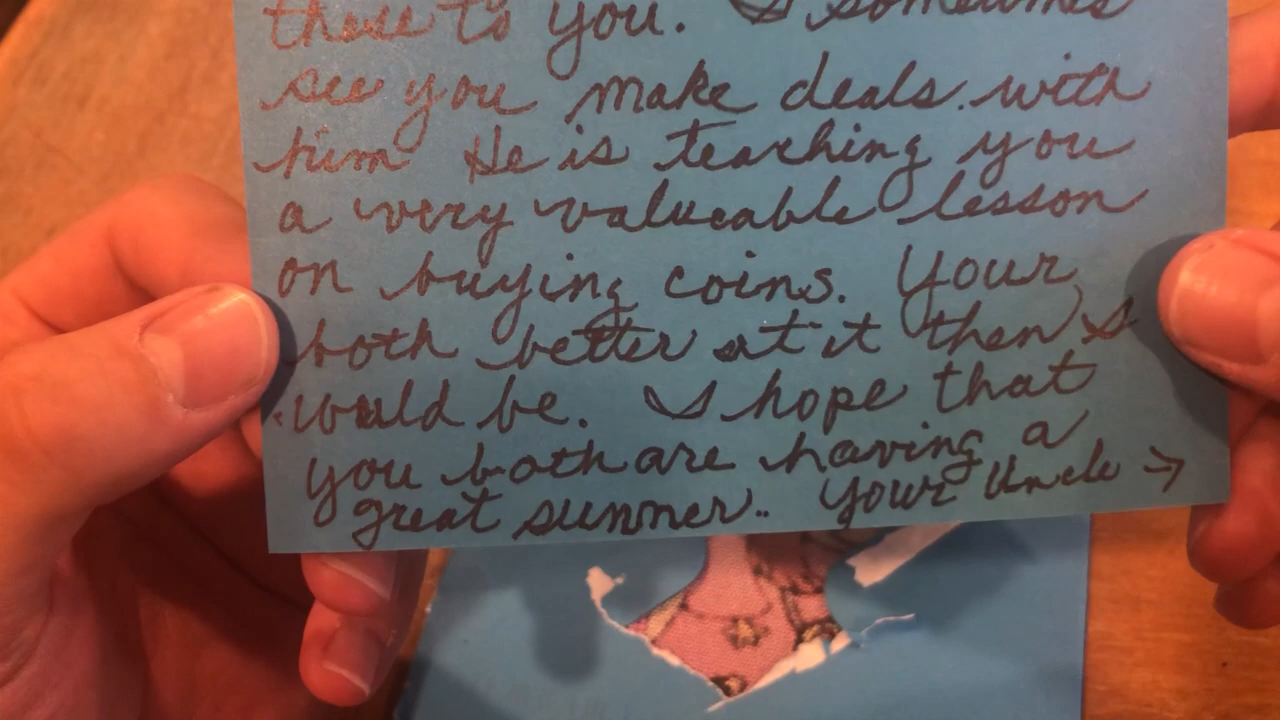 these to you. I sometimes
see you make deals with
him He is teaching you
a very valueable lesson
on buying coins. Your
both better at it then I
would be. I hope that
you both are having a
great summer.. Your Uncle →